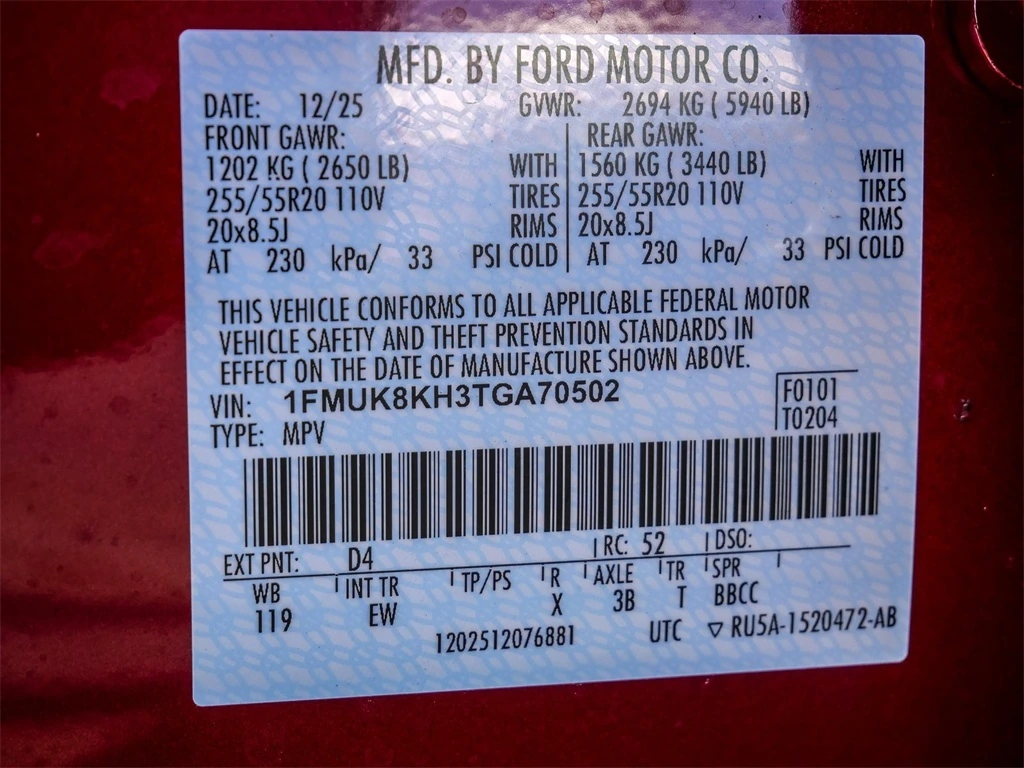 MFD. BY FORD MOTOR CO.
DATE: 12/25 GVWR: 2694 KG ( 5940 LB)
FRONT GAWR: REAR GAWR:
1202 KG ( 2650 LB) WITH 1560 KG ( 3440 LB) WITH
255/55R20 110V TIRES 255/55R20 110V TIRES
20x8.5J RIMS 20x8.5J RIMS
AT 230 kPa/ 33 PSI COLD AT 230 kPa/ 33 PSI COLD
THIS VEHICLE CONFORMS TO ALL APPLICABLE FEDERAL MOTOR
VEHICLE SAFETY AND THEFT PREVENTION STANDARDS IN
EFFECT ON THE DATE OF MANUFACTURE SHOWN ABOVE.
VIN: 1FMUK8KH3TGA70502 F0101
TYPE: MPV T0204
EXT PNT: D4 RC: 52 DSO:
WB INT TR TP/PS R AXLE TR SPR
119 EW X 3B T BBCC
1202512076881 UTC ▽ RU5A-1520472-AB